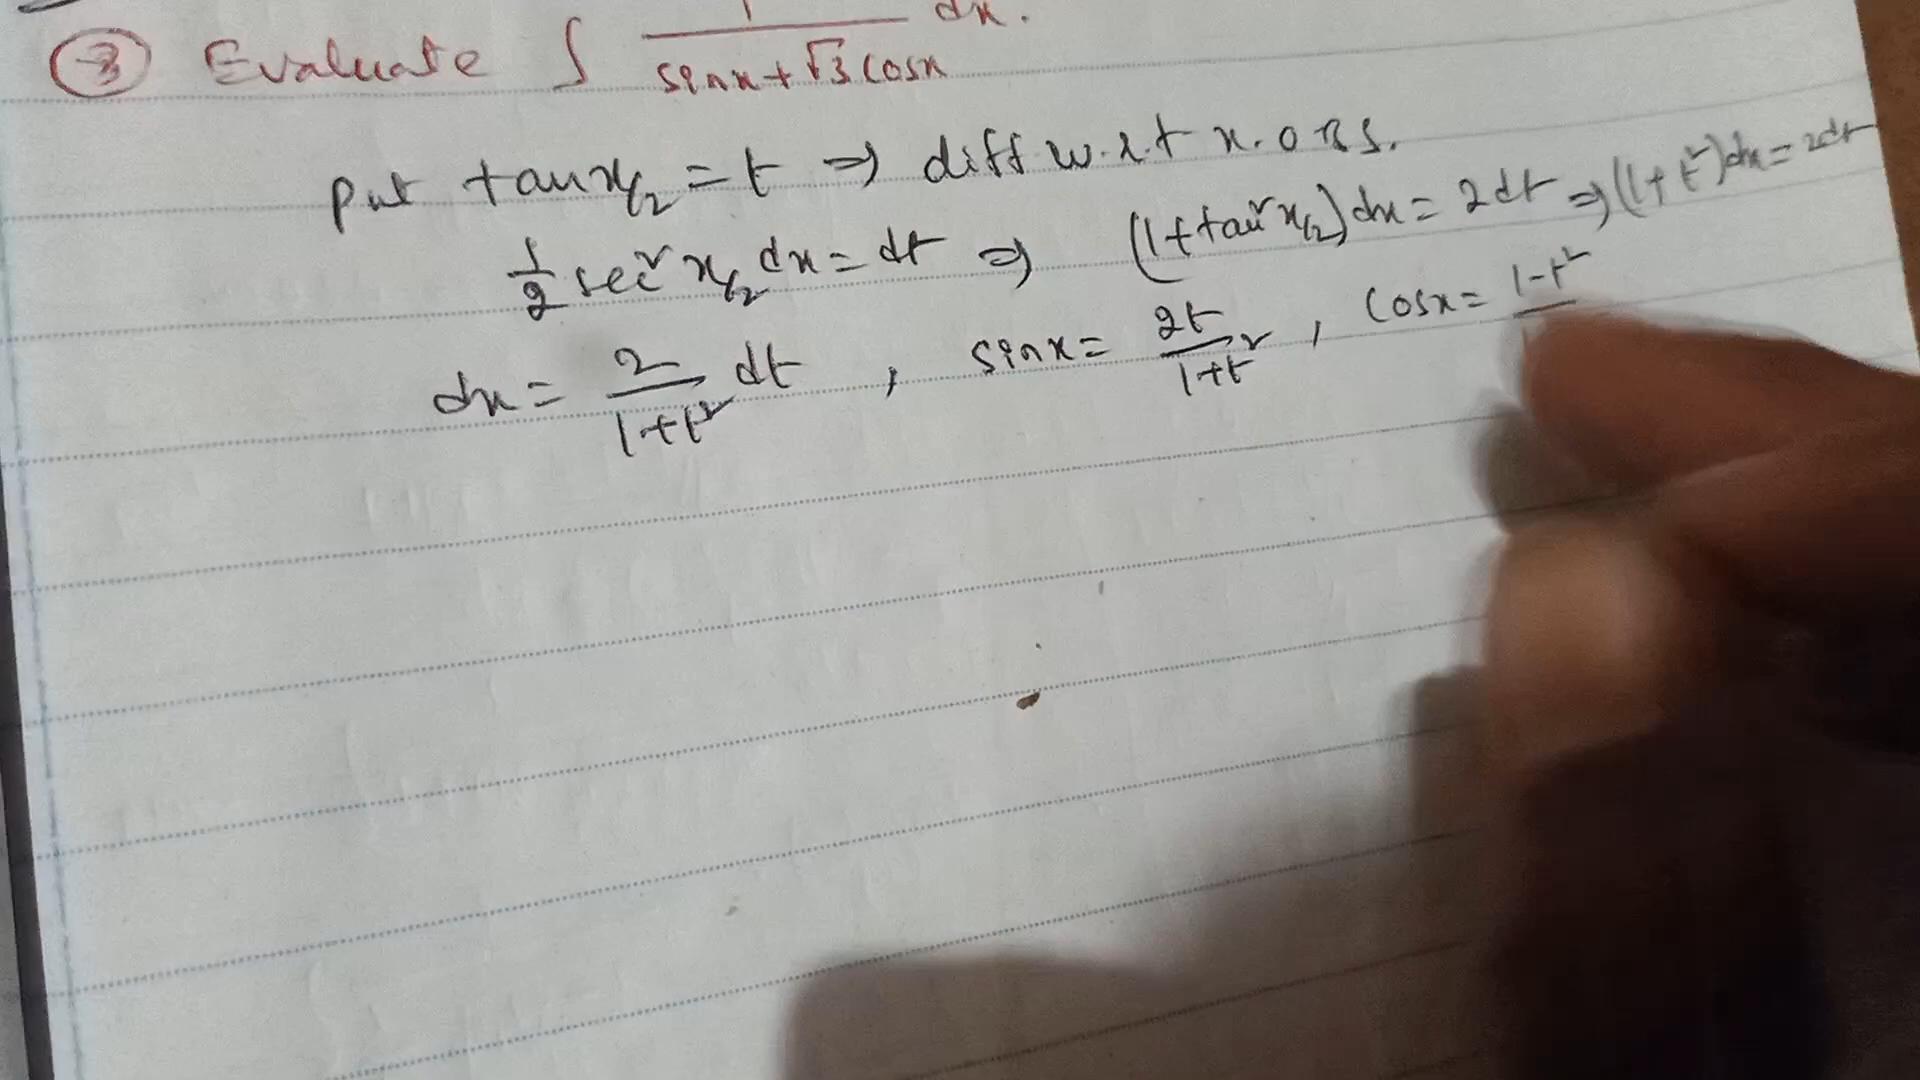 ③ Evaluate ∫ 1/(sinx+√3 cosx) dx.
put tan x/2 = t ⇒ diff w.r.t x. o B s.
1/2 sec² x/2 dx = dt ⇒ (1+tan² x/2) dx = 2dt ⇒ (1+t²)dx = 2dt
dx = 2/(1+t²) dt , sinx = 2t/(1+t²) , cosx = 1-t²/